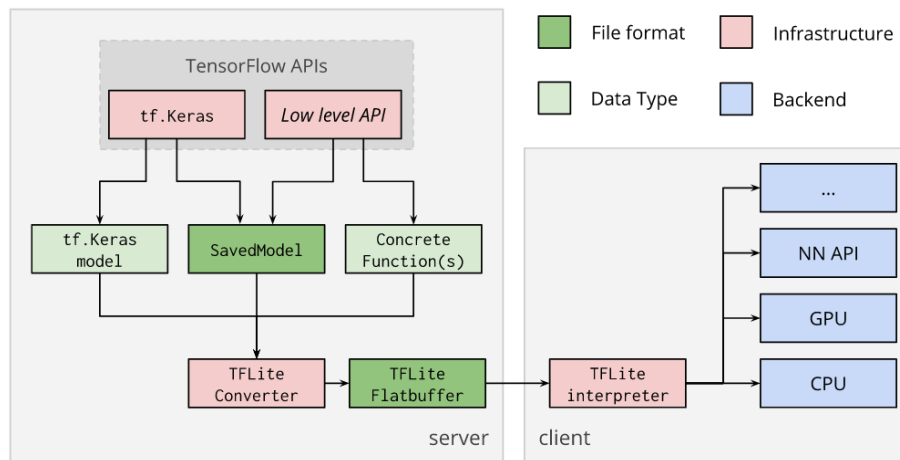 File format
Infrastructure
Data Type
Backend
TensorFlow APIs
tf.Keras
Low level API
tf.Keras
model
SavedModel
Concrete
Function(s)
TFLite
Converter
TFLite
Flatbuffer
server
TFLite
interpreter
...
NN API
GPU
CPU
client